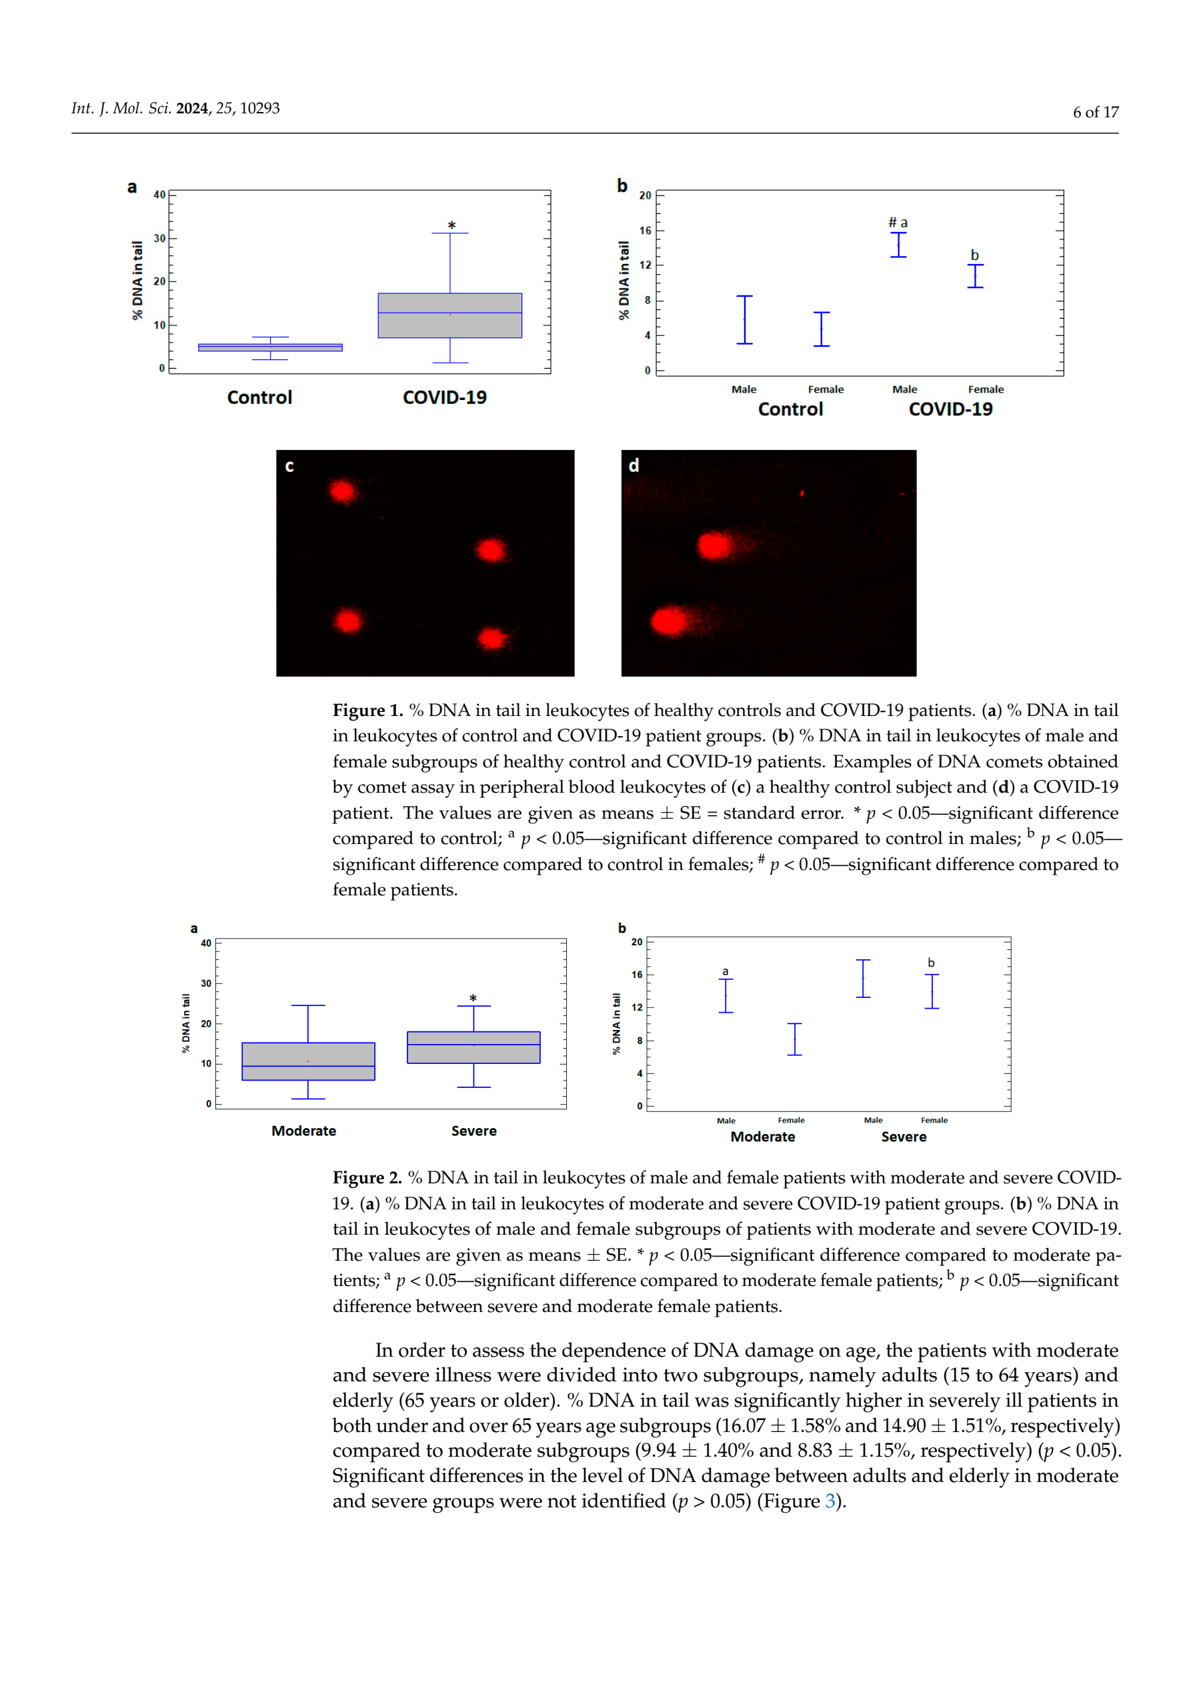 Int. J. Mol. Sci. 2024, 25, 10293
6 of 17
a
40
30
20
10
0
% DNA in tail
*
Control
COVID-19
b
20
16
12
8
4
0
% DNA in tail
# a
b
Male
Female
Male
Female
Control
COVID-19
c
d
Figure 1. % DNA in tail in leukocytes of healthy controls and COVID-19 patients. (a) % DNA in tail
in leukocytes of control and COVID-19 patient groups. (b) % DNA in tail in leukocytes of male and
female subgroups of healthy control and COVID-19 patients. Examples of DNA comets obtained
by comet assay in peripheral blood leukocytes of (c) a healthy control subject and (d) a COVID-19
patient. The values are given as means ± SE = standard error. * p < 0.05—significant difference
compared to control; a p < 0.05—significant difference compared to control in males; b p < 0.05—
significant difference compared to control in females; # p < 0.05—significant difference compared to
female patients.
a
40
30
20
10
0
% DNA in tail
*
Moderate
Severe
b
20
16
12
8
4
0
% DNA in tail
a
b
Male
Female
Male
Female
Moderate
Severe
Figure 2. % DNA in tail in leukocytes of male and female patients with moderate and severe COVID-
19. (a) % DNA in tail in leukocytes of moderate and severe COVID-19 patient groups. (b) % DNA in
tail in leukocytes of male and female subgroups of patients with moderate and severe COVID-19.
The values are given as means ± SE. * p < 0.05—significant difference compared to moderate pa-
tients; a p < 0.05—significant difference compared to moderate female patients; b p < 0.05—significant
difference between severe and moderate female patients.
In order to assess the dependence of DNA damage on age, the patients with moderate
and severe illness were divided into two subgroups, namely adults (15 to 64 years) and
elderly (65 years or older). % DNA in tail was significantly higher in severely ill patients in
both under and over 65 years age subgroups (16.07 ± 1.58% and 14.90 ± 1.51%, respectively)
compared to moderate subgroups (9.94 ± 1.40% and 8.83 ± 1.15%, respectively) (p < 0.05).
Significant differences in the level of DNA damage between adults and elderly in moderate
and severe groups were not identified (p > 0.05) (Figure 3).